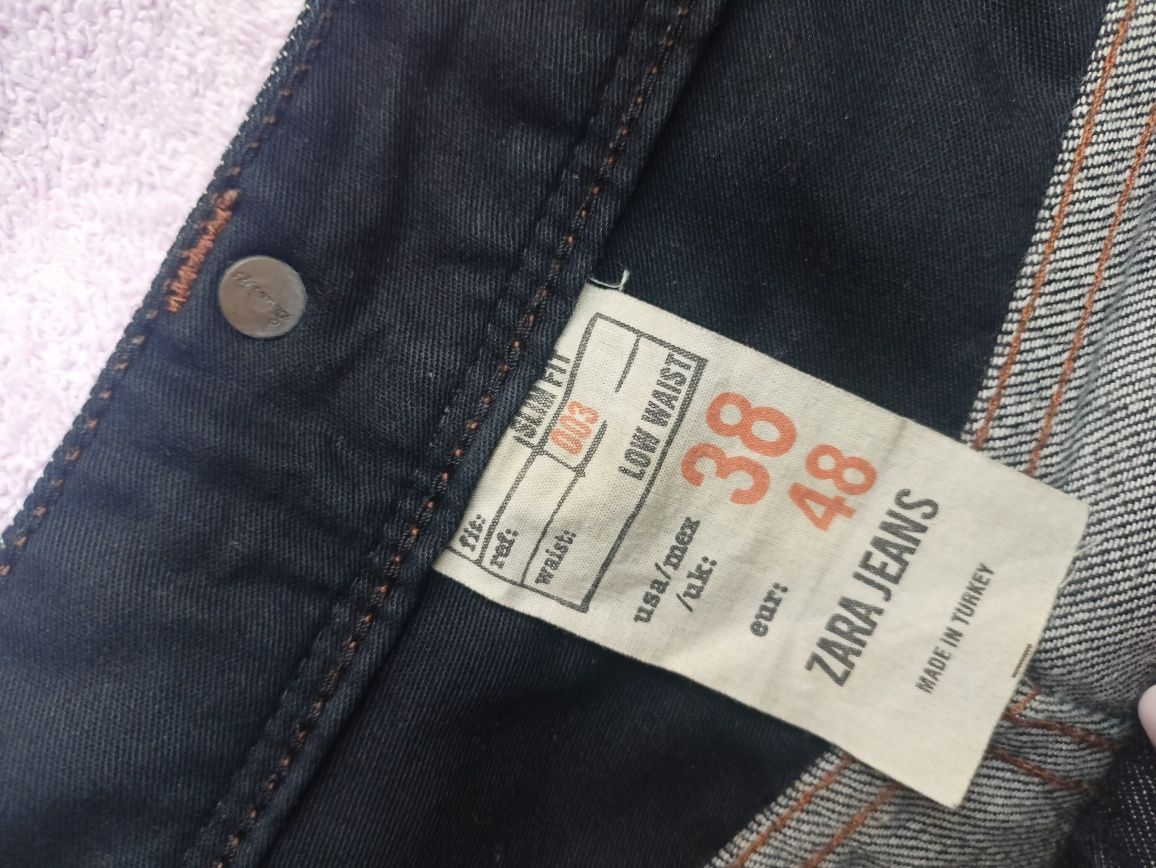 fit: SLIM FIT
ref: 003
waist: LOW WAIST
usa/mex
/uk: 38
eur: 48
ZARA JEANS
MADE IN TURKEY